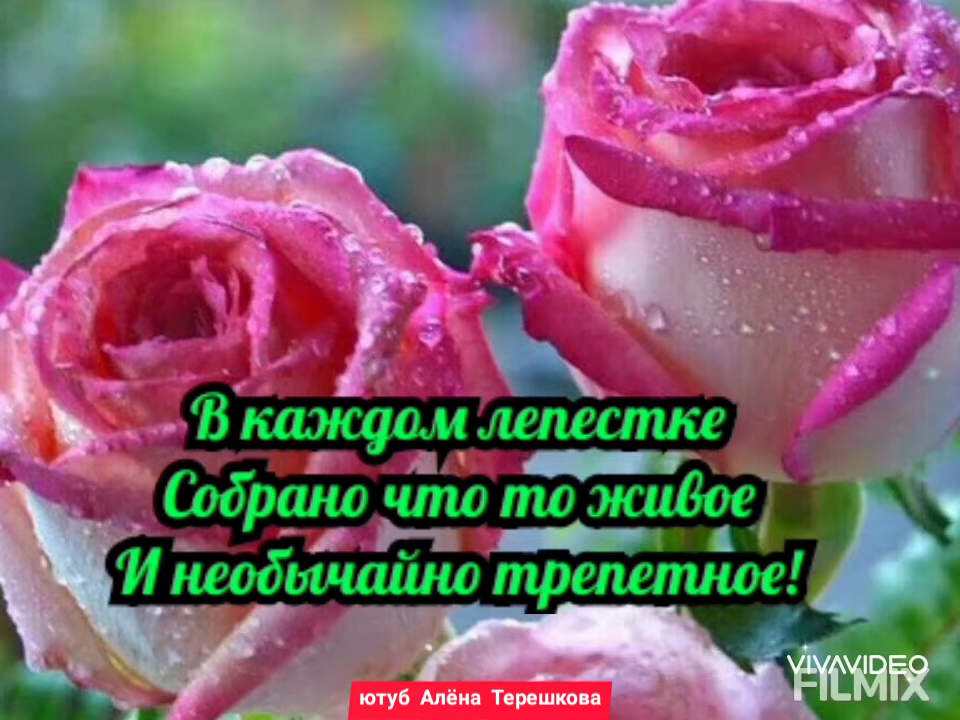 В каждом лепестке
Собрано что то живое
И необычайно трепетное!
VIVAVIDEO
FILMIX
ютуб Алёна Терешкова